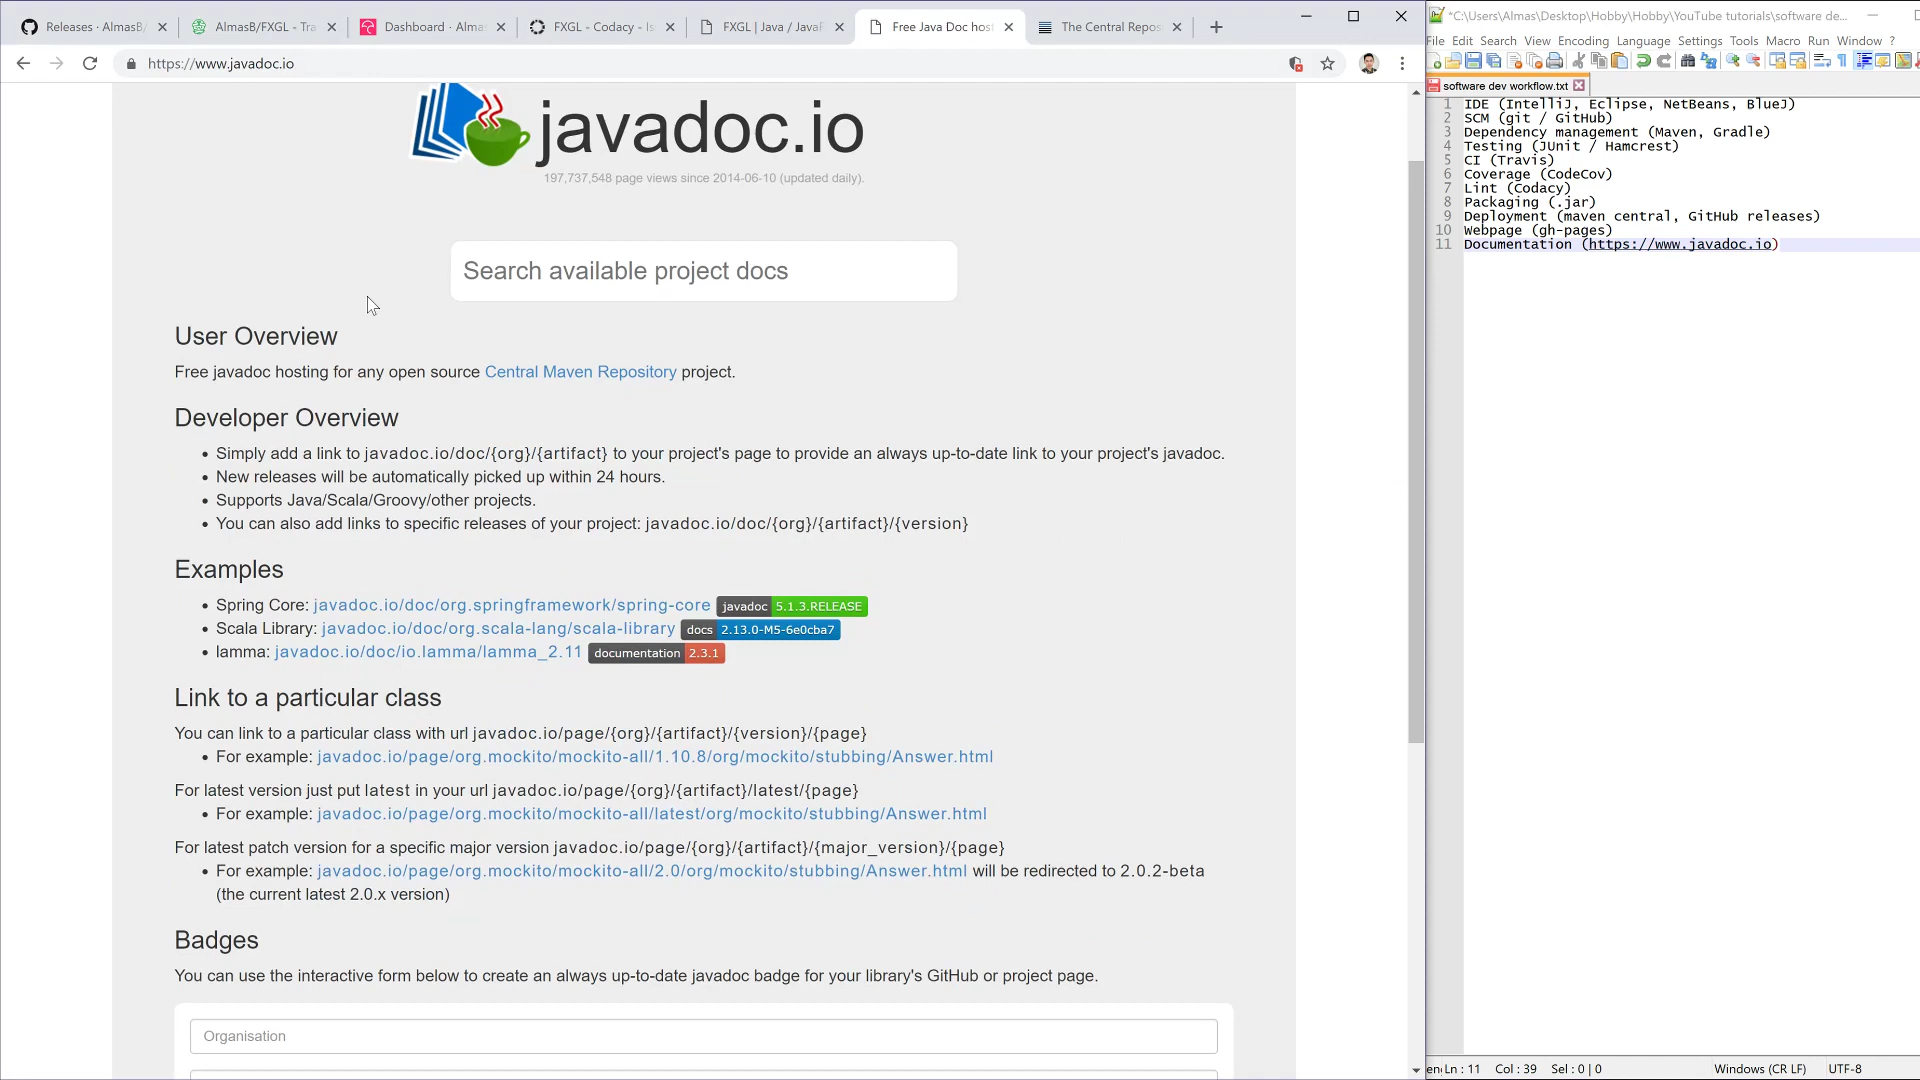 Releases · AlmasB/
AlmasB/FXGL - Tra
Dashboard · Almas
FXGL - Codacy - Is
FXGL | Java / JavaF
Free Java Doc host
The Central Repos
https://www.javadoc.io
javadoc.io
197,737,548 page views since 2014-06-10 (updated daily).
Search available project docs
User Overview
Free javadoc hosting for any open source Central Maven Repository project.
Developer Overview
Simply add a link to javadoc.io/doc/{org}/{artifact} to your project's page to provide an always up-to-date link to your project's javadoc.
New releases will be automatically picked up within 24 hours.
Supports Java/Scala/Groovy/other projects.
You can also add links to specific releases of your project: javadoc.io/doc/{org}/{artifact}/{version}
Examples
Spring Core: javadoc.io/doc/org.springframework/spring-core javadoc 5.1.3.RELEASE
Scala Library: javadoc.io/doc/org.scala-lang/scala-library docs 2.13.0-M5-6e0cba7
lamma: javadoc.io/doc/io.lamma/lamma_2.11 documentation 2.3.1
Link to a particular class
You can link to a particular class with url javadoc.io/page/{org}/{artifact}/{version}/{page}
For example: javadoc.io/page/org.mockito/mockito-all/1.10.8/org/mockito/stubbing/Answer.html
For latest version just put latest in your url javadoc.io/page/{org}/{artifact}/latest/{page}
For example: javadoc.io/page/org.mockito/mockito-all/latest/org/mockito/stubbing/Answer.html
For latest patch version for a specific major version javadoc.io/page/{org}/{artifact}/{major_version}/{page}
For example: javadoc.io/page/org.mockito/mockito-all/2.0/org/mockito/stubbing/Answer.html will be redirected to 2.0.2-beta
(the current latest 2.0.x version)
Badges
You can use the interactive form below to create an always up-to-date javadoc badge for your library's GitHub or project page.
Organisation
*C:\Users\Almas\Desktop\Hobby\Hobby\YouTube tutorials\software de...
File Edit Search View Encoding Language Settings Tools Macro Run Window ?
software dev workflow.txt
1 IDE (IntelliJ, Eclipse, NetBeans, BlueJ)
2 SCM (git / GitHub)
3 Dependency management (Maven, Gradle)
4 Testing (JUnit / Hamcrest)
5 CI (Travis)
6 Coverage (CodeCov)
7 Lint (Codacy)
8 Packaging (.jar)
9 Deployment (maven central, GitHub releases)
10 Webpage (gh-pages)
11 Documentation (https://www.javadoc.io)
Ln : 11 Col : 39 Sel : 0 | 0 Windows (CR LF) UTF-8